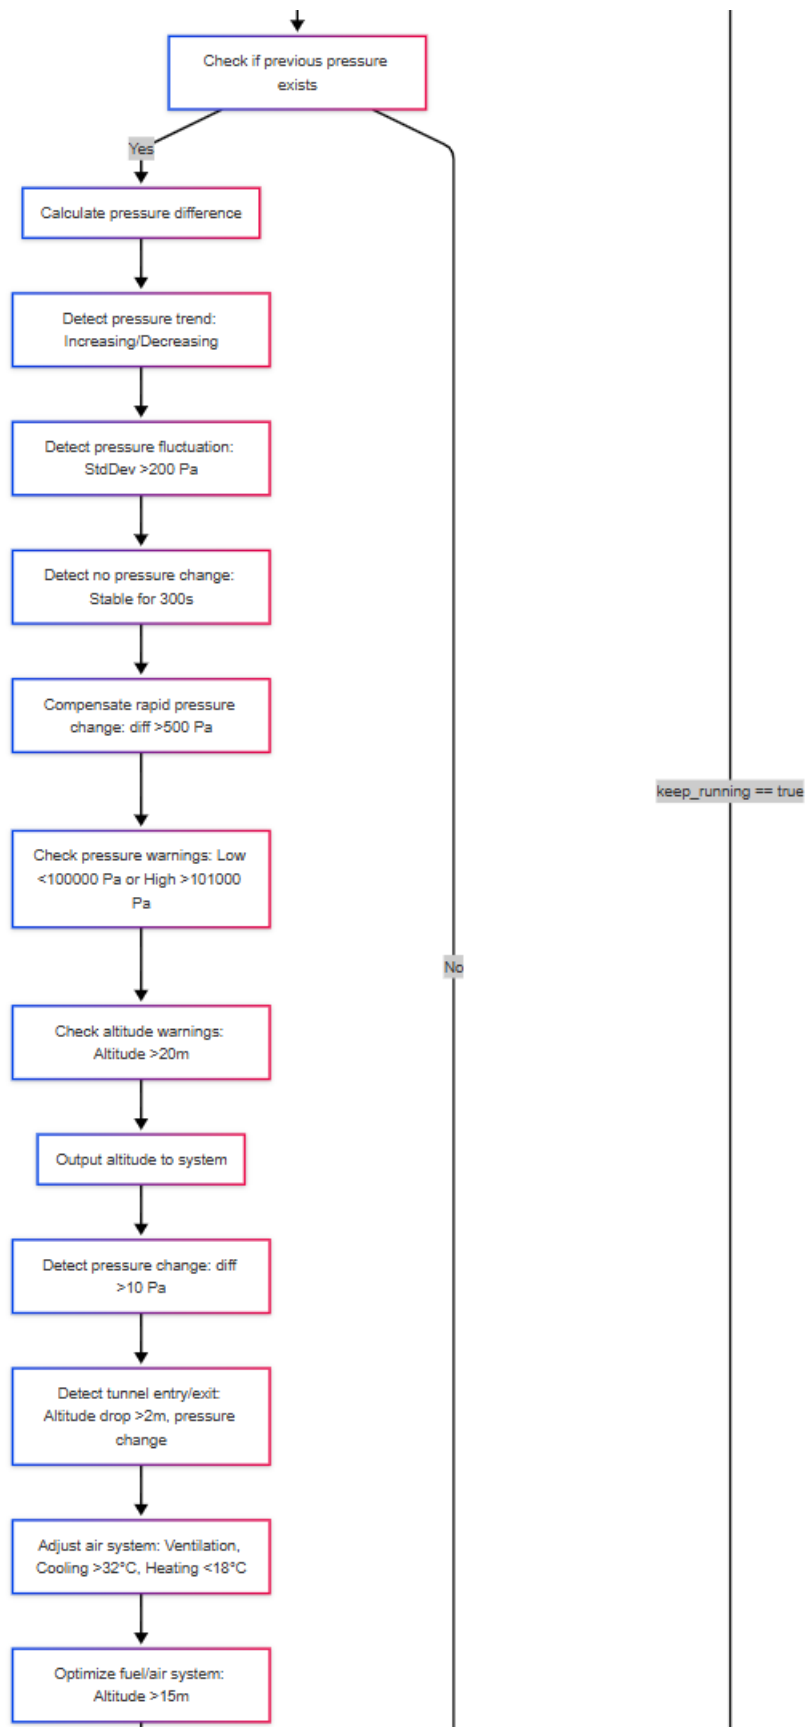 Check if previous pressure
exists
Yes
Calculate pressure difference
Detect pressure trend:
Increasing/Decreasing
Detect pressure fluctuation:
StdDev >200 Pa
Detect no pressure change:
Stable for 300s
Compensate rapid pressure
change: diff >500 Pa
keep_running == true
Check pressure warnings: Low
<100000 Pa or High >101000
Pa
No
Check altitude warnings:
Altitude >20m
Output altitude to system
Detect pressure change: diff
>10 Pa
Detect tunnel entry/exit:
Altitude drop >2m, pressure
change
Adjust air system: Ventilation,
Cooling >32°C, Heating <18°C
Optimize fuel/air system:
Altitude >15m